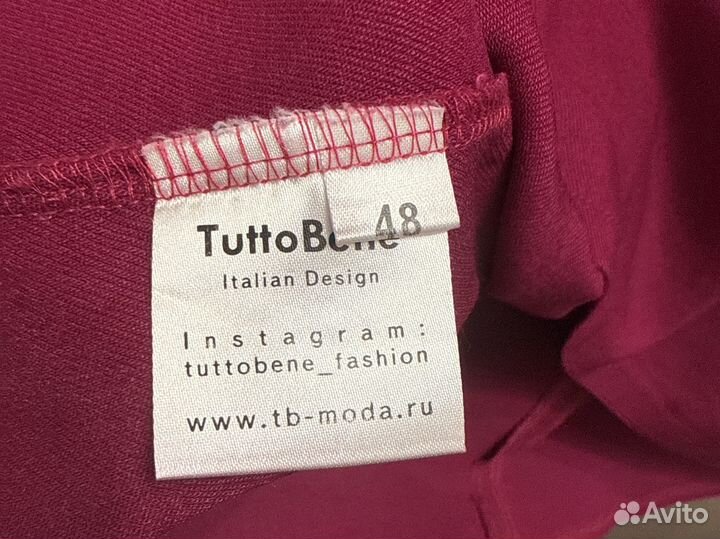 48
TuttoBene
Italian Design
Instagram:
tuttobene_fashion
www.tb-moda.ru
Avito